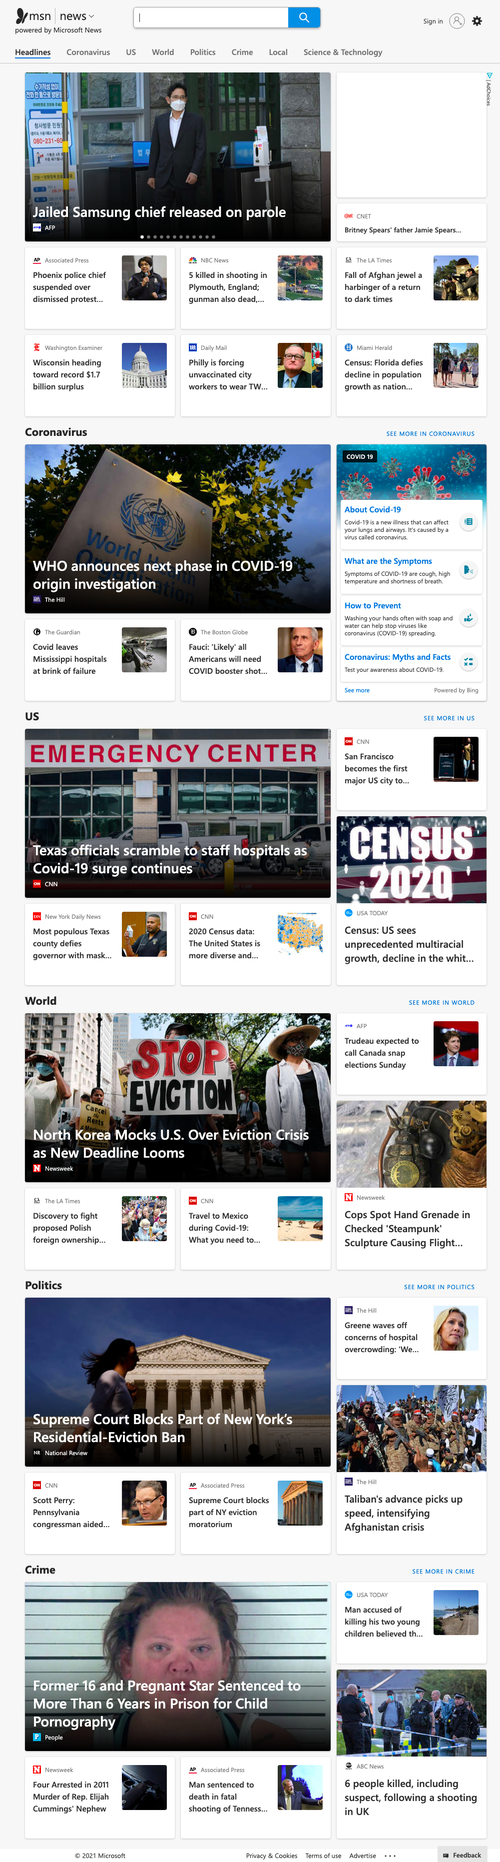 msn | news
powered by Microsoft News
Sign in
Headlines Coronavirus US World Politics Crime Local Science & Technology
Jailed Samsung chief released on parole
AFP
AdChoices
CNET
Britney Spears' father Jamie Spears...
Associated Press
Phoenix police chief
suspended over
dismissed protest...
NBC News
5 killed in shooting in
Plymouth, England;
gunman also dead,...
The LA Times
Fall of Afghan jewel a
harbinger of a return
to dark times
Washington Examiner
Wisconsin heading
toward record $1.7
billion surplus
Daily Mail
Philly is forcing
unvaccinated city
workers to wear TW...
Miami Herald
Census: Florida defies
decline in population
growth as nation...
Coronavirus
SEE MORE IN CORONAVIRUS
WHO announces next phase in COVID-19
origin investigation
The Hill
COVID 19
About Covid-19
Covid-19 is a new illness that can affect
your lungs and airways. It's caused by a
virus called coronavirus.
What are the Symptoms
Symptoms of COVID-19 are cough, high
temperature and shortness of breath.
How to Prevent
Washing your hands often with soap and
water can help stop viruses like
coronavirus (COVID-19) spreading.
Coronavirus: Myths and Facts
Test your awareness about COVID-19.
See more
Powered by Bing
The Guardian
Covid leaves
Mississippi hospitals
at brink of failure
The Boston Globe
Fauci: 'Likely' all
Americans will need
COVID booster shot...
US
SEE MORE IN US
EMERGENCY CENTER
Texas officials scramble to staff hospitals as
Covid-19 surge continues
CNN
CNN
San Francisco
becomes the first
major US city to...
CENSUS
2020
USA TODAY
Census: US sees
unprecedented multiracial
growth, decline in the whit...
New York Daily News
Most populous Texas
county defies
governor with mask...
CNN
2020 Census data:
The United States is
more diverse and...
World
SEE MORE IN WORLD
STOP
EVICTION
North Korea Mocks U.S. Over Eviction Crisis
as New Deadline Looms
Newsweek
AFP
Trudeau expected to
call Canada snap
elections Sunday
Newsweek
Cops Spot Hand Grenade in
Checked 'Steampunk'
Sculpture Causing Flight...
The LA Times
Discovery to fight
proposed Polish
foreign ownership...
CNN
Travel to Mexico
during Covid-19:
What you need to...
Politics
SEE MORE IN POLITICS
Supreme Court Blocks Part of New York's
Residential-Eviction Ban
National Review
The Hill
Greene waves off
concerns of hospital
overcrowding: 'We...
The Hill
Taliban's advance picks up
speed, intensifying
Afghanistan crisis
CNN
Scott Perry:
Pennsylvania
congressman aided...
Associated Press
Supreme Court blocks
part of NY eviction
moratorium
Crime
SEE MORE IN CRIME
Former 16 and Pregnant Star Sentenced to
More Than 6 Years in Prison for Child
Pornography
People
USA TODAY
Man accused of
killing his two young
children believed th...
ABC News
6 people killed, including
suspect, following a shooting
in UK
Newsweek
Four Arrested in 2011
Murder of Rep. Elijah
Cummings' Nephew
Associated Press
Man sentenced to
death in fatal
shooting of Tenness...
© 2021 Microsoft
Privacy & Cookies Terms of use Advertise
Feedback